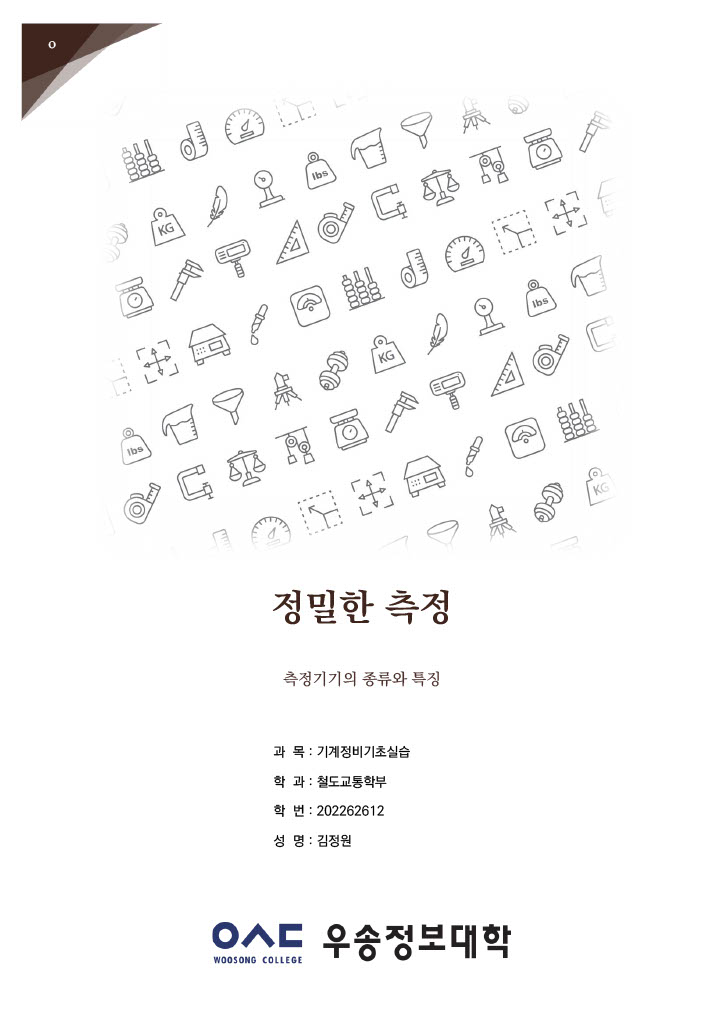 0
lbs
KG
lbs
KG
lbs
KG
정밀한 측정
측정기기의 종류와 특징
과 목 : 기계정비기초실습
학 과 : 철도교통학부
학 번 : 202262612
성 명 : 김정원
우송정보대학
WOOSONG COLLEGE